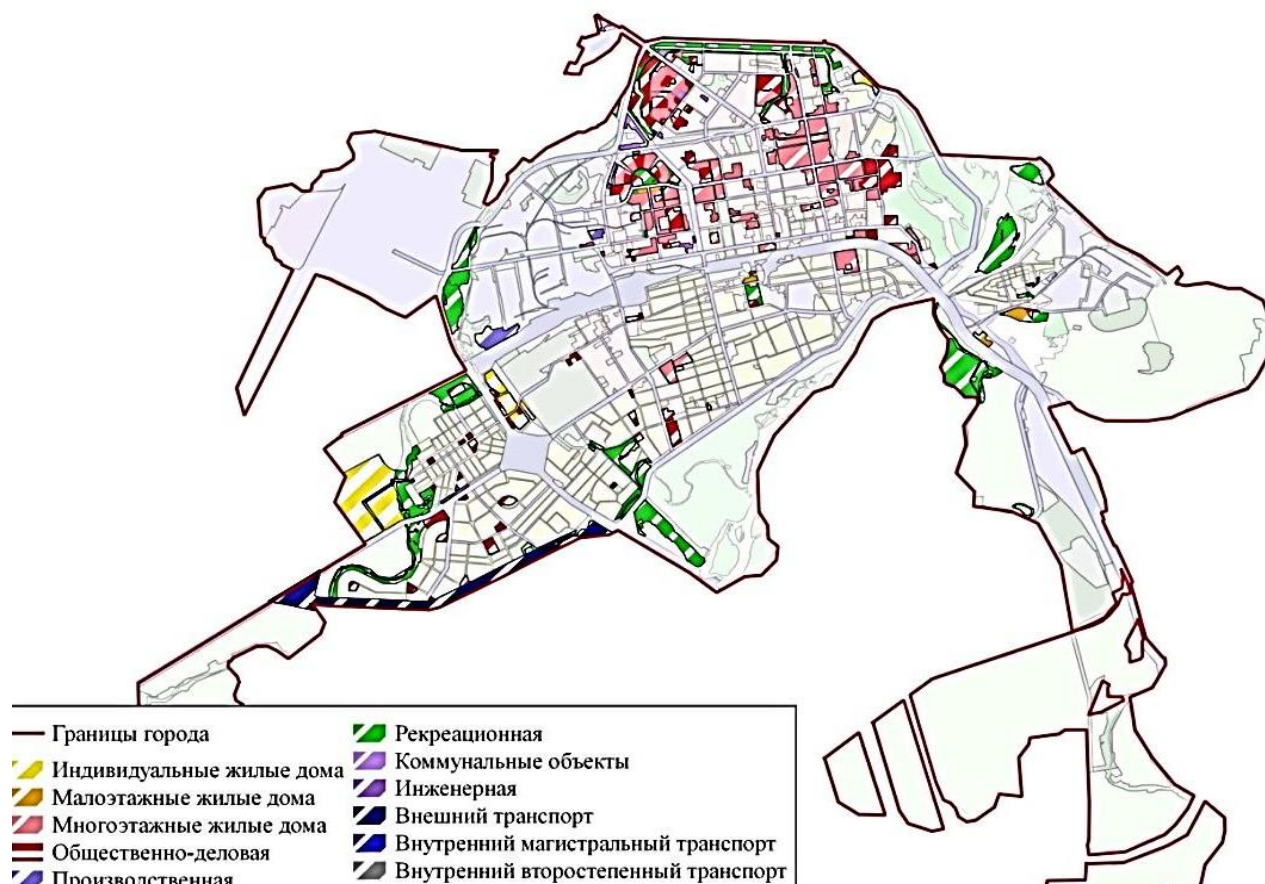 Границы города
Индивидуальные жилые дома
Малоэтажные жилые дома
Многоэтажные жилые дома
Общественно-деловая
Производственная
Рекреационная
Коммунальные объекты
Инженерная
Внешний транспорт
Внутренний магистральный транспорт
Внутренний второстепенный транспорт